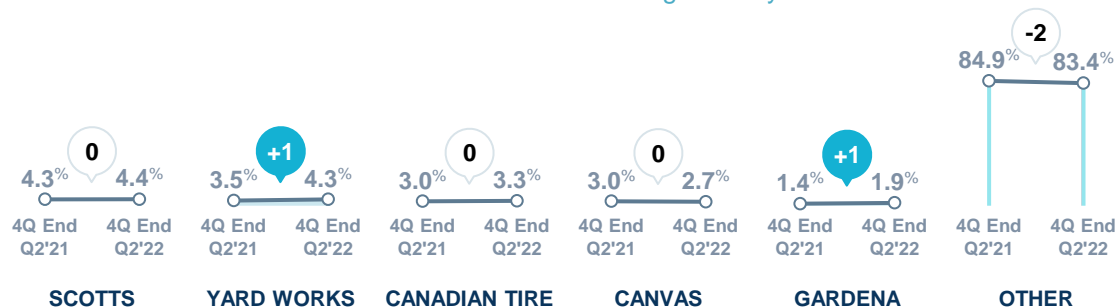 -2
84.9% 83.4%
0 +1 0 0 +1
4.3% 4.4% 3.5% 4.3% 3.0% 3.3% 3.0% 2.7% 1.4% 1.9%
4Q End 4Q End 4Q End 4Q End 4Q End 4Q End 4Q End 4Q End 4Q End 4Q End 4Q End 4Q End
Q2'21 Q2'22 Q2'21 Q2'22 Q2'21 Q2'22 Q2'21 Q2'22 Q2'21 Q2'22 Q2'21 Q2'22
SCOTTS YARD WORKS CANADIAN TIRE CANVAS GARDENA OTHER